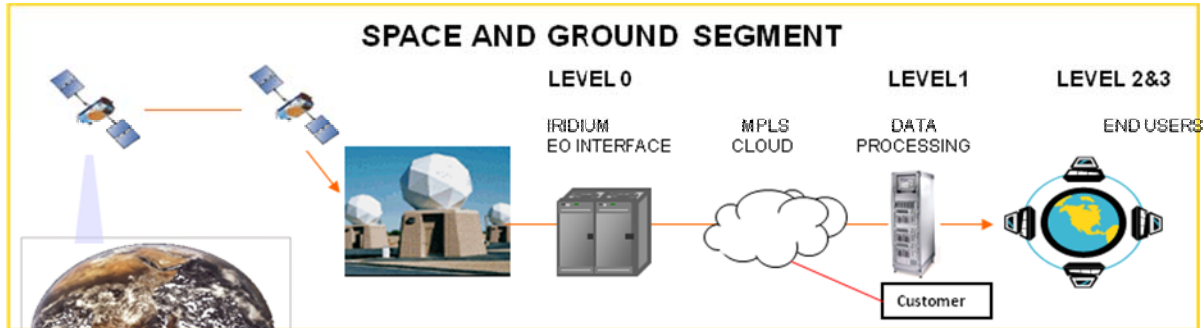 SPACE AND GROUND SEGMENT
LEVEL 0
LEVEL1
LEVEL 2&3
IRIDIUM
EO INTERFACE
MPLS
CLOUD
DATA
PROCESSING
END USERS
Customer